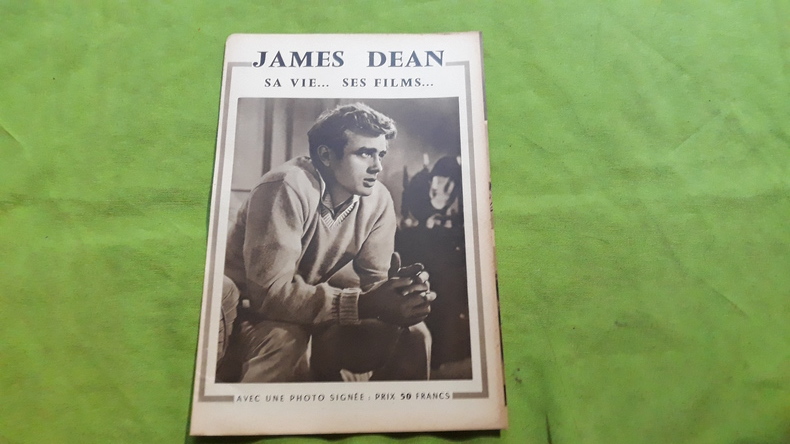 JAMES DEAN
SA VIE... SES FILMS...
AVEC UNE PHOTO SIGNÉE : PRIX 50 FRANCS